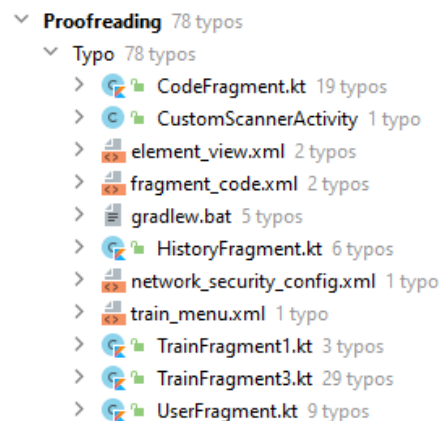 Proofreading 78 typos
Typo 78 typos
CodeFragment.kt 19 typos
CustomScannerActivity 1 typo
element_view.xml 2 typos
fragment_code.xml 2 typos
gradlew.bat 5 typos
HistoryFragment.kt 6 typos
network_security_config.xml 1 typo
train_menu.xml 1 typo
TrainFragment1.kt 3 typos
TrainFragment3.kt 29 typos
UserFragment.kt 9 typos